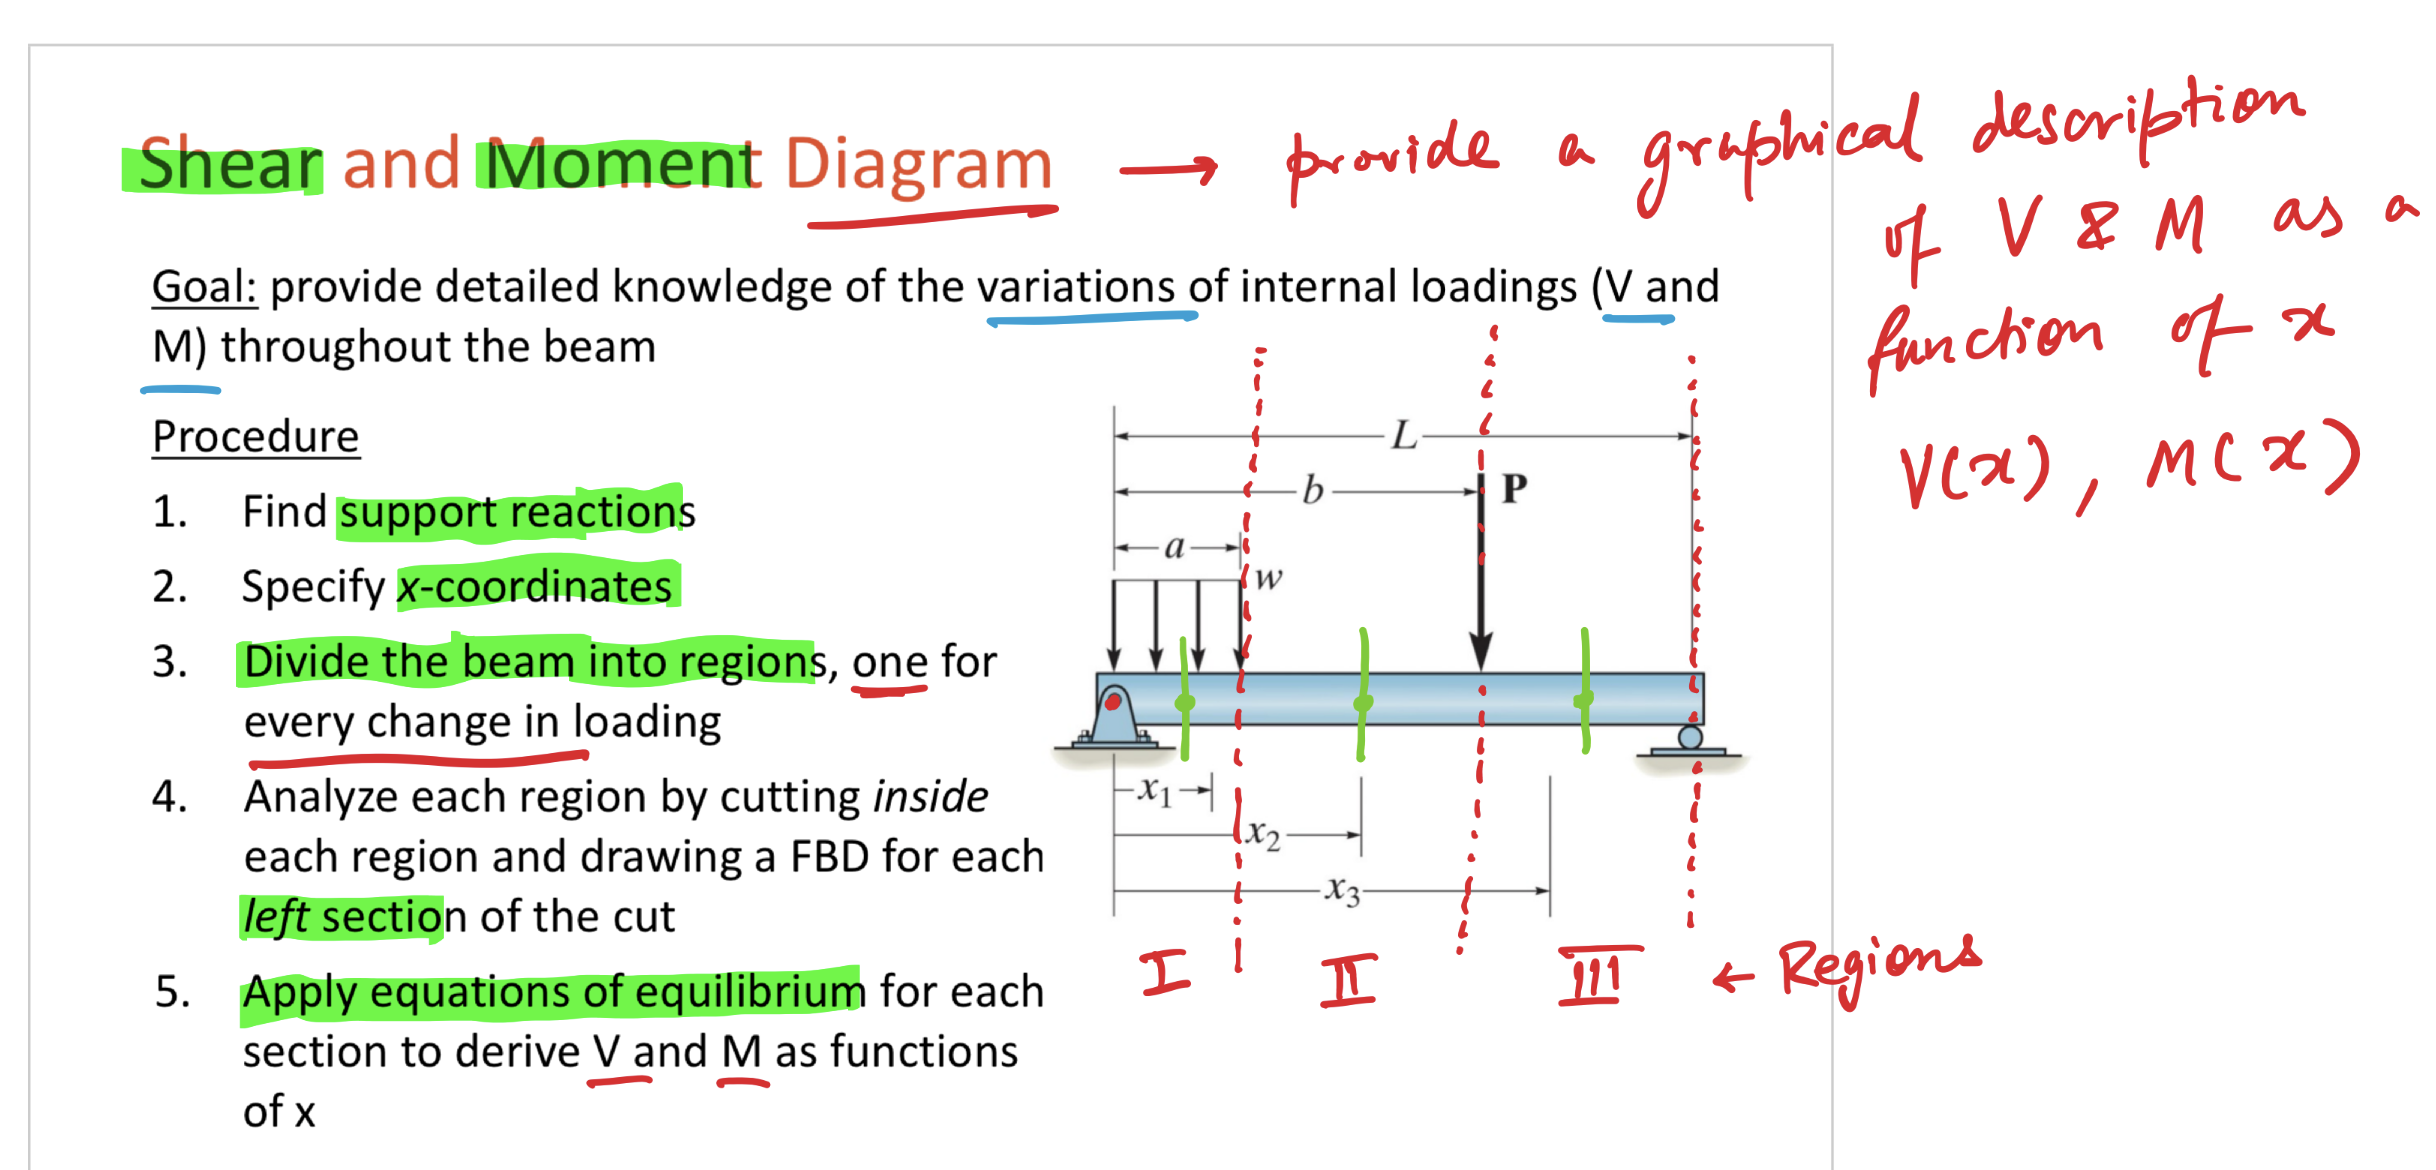 Shear and Moment Diagram → provide a graphical description
of V & M as a
function of x
V(x), M(x)
Goal: provide detailed knowledge of the variations of internal loadings (V and
M) throughout the beam
Procedure
1. Find support reactions
2. Specify x-coordinates
3. Divide the beam into regions, one for
every change in loading
4. Analyze each region by cutting inside
each region and drawing a FBD for each
left section of the cut
5. Apply equations of equilibrium for each
section to derive V and M as functions
of x
L
b
P
a
w
x₁
x₂
x₃
I II III ← Regions